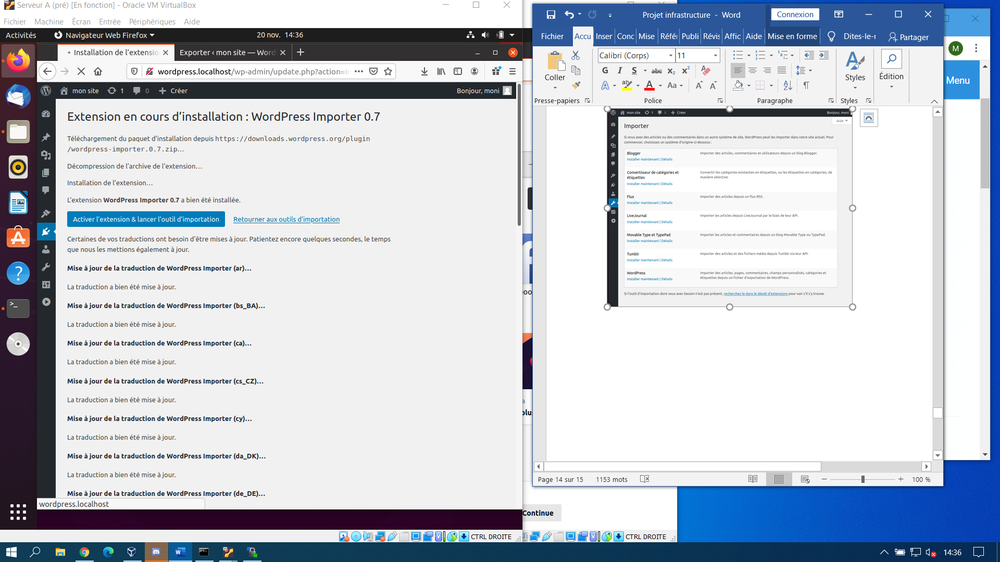 Serveur A (pré) [En fonction] - Oracle VM VirtualBox
Fichier Machine Écran Entrée Périphériques Aide
Activités
Navigateur Web Firefox
20 nov. 14:36
Installation de l'extensio
Exporter ‹ mon site — Word
wordpress.localhost/wp-admin/update.php?action=i
mon site
1
0
Créer
Bonjour, moni
Extension en cours d'installation : WordPress Importer 0.7
Téléchargement du paquet d'installation depuis https://downloads.wordpress.org/plugin
/wordpress-importer.0.7.zip…
Décompression de l'archive de l'extension…
Installation de l'extension…
L'extension WordPress Importer 0.7 a bien été installée.
Activer l'extension & lancer l'outil d'importation
Retourner aux outils d'importation
Certaines de vos traductions ont besoin d'être mises à jour. Patientez encore quelques secondes, le temps
que nous les mettions également à jour.
Mise à jour de la traduction de WordPress Importer (ar)…
La traduction a bien été mise à jour.
Mise à jour de la traduction de WordPress Importer (bs_BA)…
La traduction a bien été mise à jour.
Mise à jour de la traduction de WordPress Importer (ca)…
La traduction a bien été mise à jour.
Mise à jour de la traduction de WordPress Importer (cs_CZ)…
La traduction a bien été mise à jour.
Mise à jour de la traduction de WordPress Importer (cy)…
La traduction a bien été mise à jour.
Mise à jour de la traduction de WordPress Importer (da_DK)…
La traduction a bien été mise à jour.
Mise à jour de la traduction de WordPress Importer (de_DE)…
wordpress.localhost
CTRL DROITE
Continue
CTRL DROITE
Projet infrastructure - Word
Connexion
Fichier Accu Inser Conc Mise Référ Publi Révis Affic Aide Mise en forme Dites-le-r Partager
Coller
Calibri (Corps) 11
G I S abc x₂ x²
A A Aa A A
Styles
Édition
Presse-papiers Police Paragraphe Styles
mon site 1 0 Créer Bonjour, moni
Aide
Importer
Si vous avez des articles ou des commentaires dans un autre système de site, WordPress peut les importer dans votre site actuel. Pour
commencer, choisissez un système d'origine ci-dessous :
Blogger
Importer des articles, commentaires et utilisateurs depuis un blog Blogger.
Installer maintenant | Détails
Convertisseur de catégories et
étiquettes
Convertir les catégories existantes en étiquettes, ou les étiquettes en catégories, de
manière sélective.
Installer maintenant | Détails
Flux
Importer des articles depuis un flux RSS.
Installer maintenant | Détails
LiveJournal
Importer les articles depuis LiveJournal par le biais de leur API.
Installer maintenant | Détails
Movable Type et TypePad
Importer les articles et commentaires depuis un blog Movable Type ou TypePad.
Installer maintenant | Détails
Tumblr
Importer des articles et des fichiers média depuis Tumblr via leur API.
Installer maintenant | Détails
WordPress
Importer des articles, pages, commentaires, champs personnalisés, catégories et
étiquettes depuis un fichier d'exportation de WordPress.
Installer maintenant | Détails
Si l'outil d'importation dont vous avez besoin n'est pas présent, recherchez le dans le dépôt d'extensions pour voir s'il s'y trouve.
Page 14 sur 15 1153 mots
100 %
M
Menu
14:36